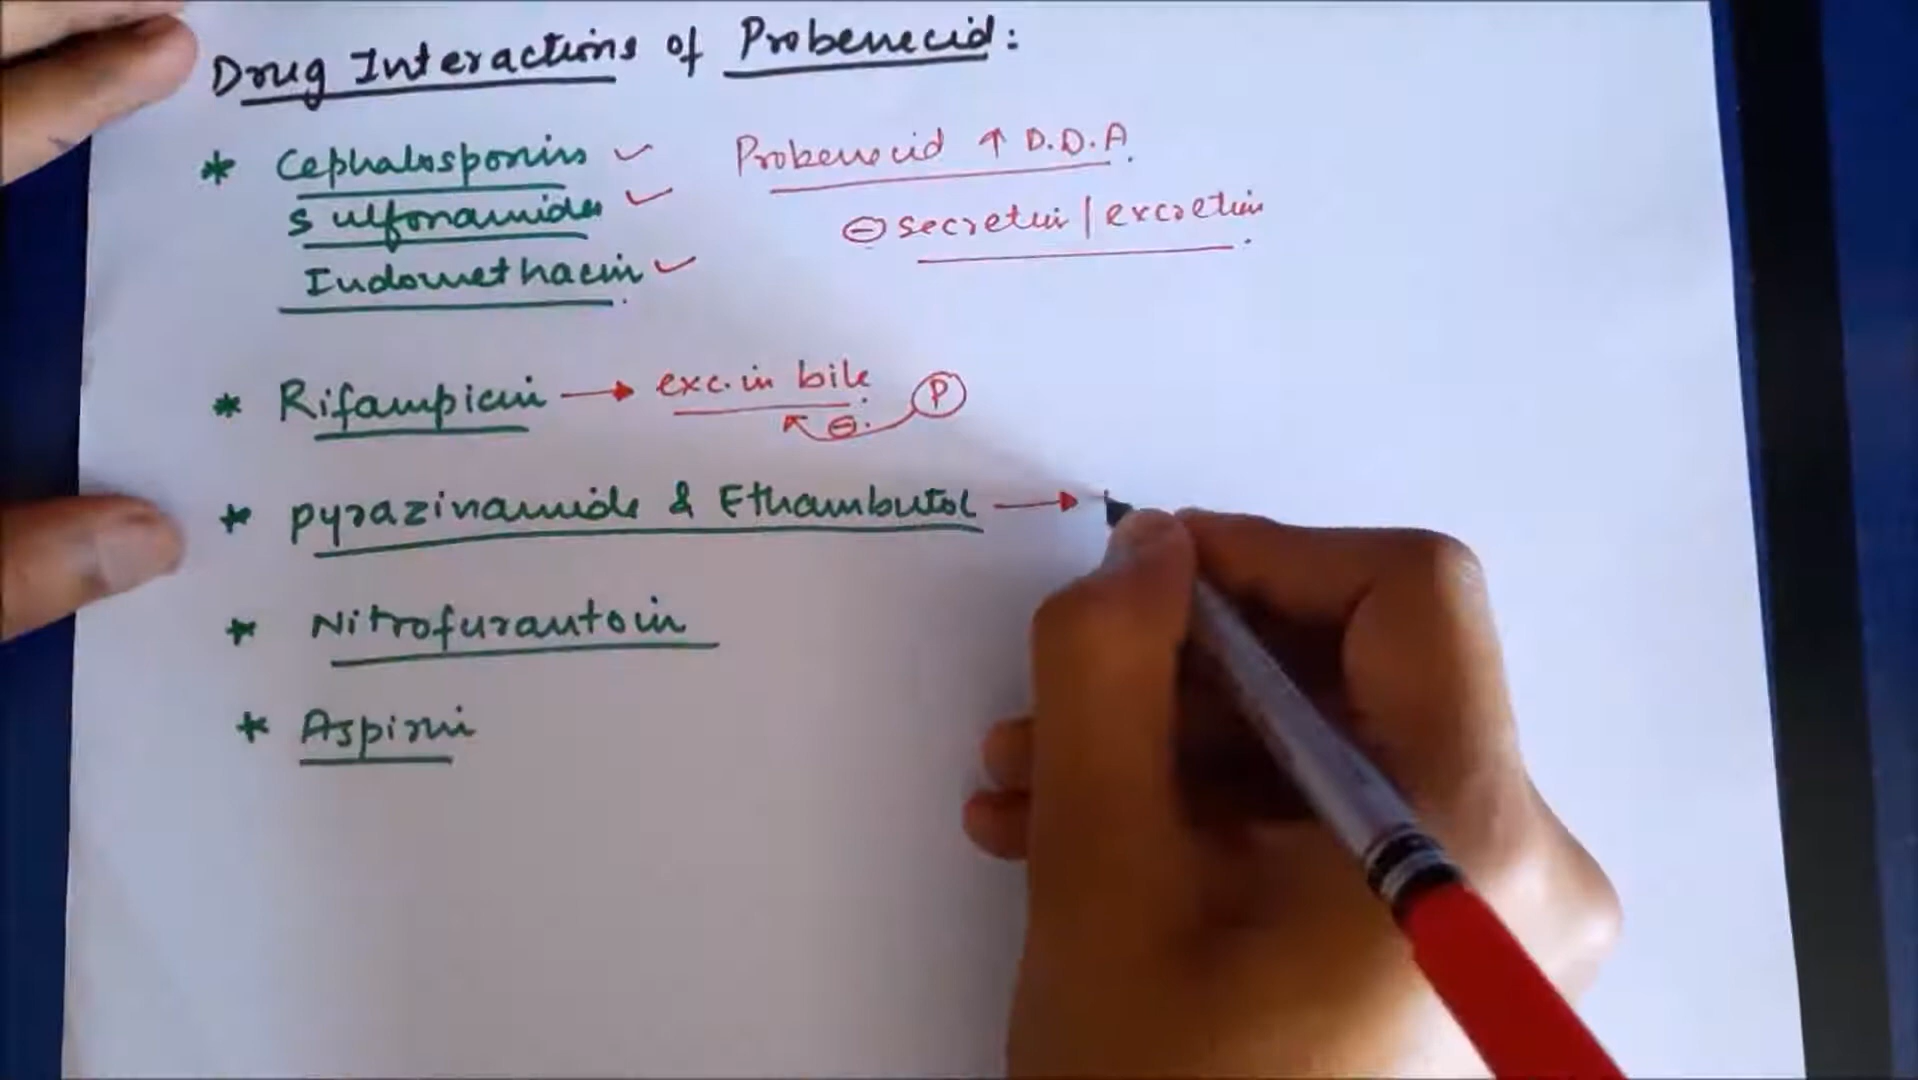 Drug Interactions of Probenecid:
* Cephalosporins ✓ Probenecid ↑ D.D.A.
Sulfonamides ✓ ⊖ secretion / excretion.
Indomethacin ✓
* Rifampicin → exc. in bile. Ⓟ
⊖.
* pyrazinamide & Ethambutol →
* Nitrofurantoin
* Aspirin